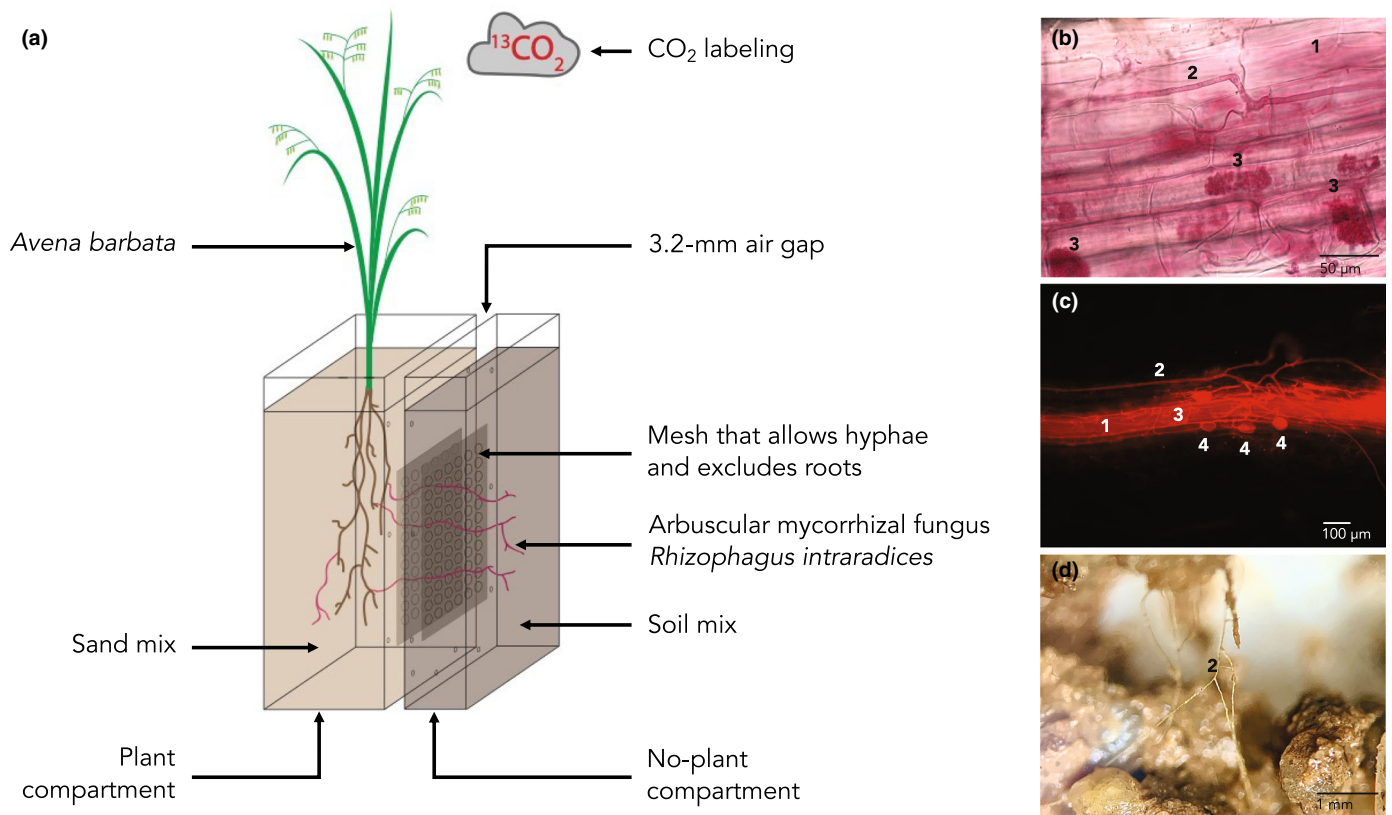 (a)
¹³CO₂
CO₂ labeling
Avena barbata
3.2-mm air gap
Mesh that allows hyphae
and excludes roots
Arbuscular mycorrhizal fungus
Rhizophagus intraradices
Sand mix
Soil mix
Plant
compartment
No-plant
compartment
(b)
1
2
3
3
3
50 µm
(c)
2
3
1
4
4
4
100 µm
(d)
2
1 mm